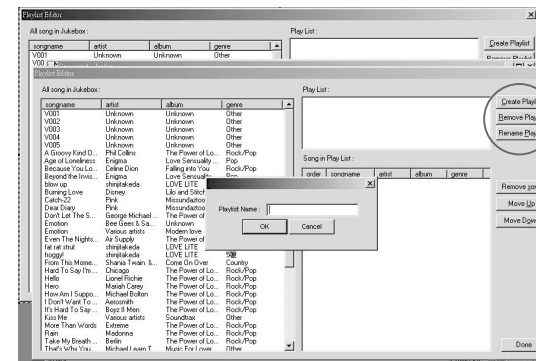 Playlist Editor
All song in Jukebox :
Play List :
songname artist album genre
V001 Unknown Unknown Other
Create Playlist
Playlist Editor
All song in Jukebox :
Play List :
songname artist album genre
V001 Unknown Unknown Other
V002 Unknown Unknown Other
V003 Unknown Unknown Other
V004 Unknown Unknown Other
V005 Unknown Unknown Other
A Groovy Kind O... Phil Collins The Power of Lo... Rock/Pop
Age of Loneliness Enigma Love Sensuality ... Pop
Because You Lo... Celine Dion Falling into You Rock/Pop
Beyond the Invis... Enigma Love Sensuality
blow up shinjitakeda LOVE LITE
Burning Love Disney Lilo and Stitch
Catch-22 Pink Missundaztoo
Dear Diary Pink Missundaztoo
Don't Let The S... George Michael ... The Power of
Emotion Bee Gees & Sa... Unknown
Emotion Various artists Modern love
Even The Nights... Air Supply The Power of
fat rat strut shinjitakeda LOVE LITE
froggy! shinjitakeda LOVE LITE
From This Mome... Shania Twain &... Come On Over Country
Hard To Say I'm ... Chicago The Power of Lo... Rock/Pop
Hello Lionel Richie The Power of Lo... Rock/Pop
Hero Mariah Carey The Power of Lo... Rock/Pop
How Am I Suppo... Michael Bolton The Power of Lo... Rock/Pop
I Don't Want To ... Aerosmith The Power of Lo... Rock/Pop
It's Hard To Say ... Boyz II Men The Power of Lo... Rock/Pop
Kiss Me Various artists Soundtrax Other
More Than Words Extreme The Power of Lo... Rock/Pop
Rain Madonna The Power of Lo... Rock/Pop
Take My Breath ... Berlin The Power of Lo... Rock/Pop
That's Why You Michael Learn T Music For Lover Other
Create Playl
Remove Play
Rename Play
Song in Play List :
order songname artist album genre
Remove son
Move Up
Move Dow
Done
Playlist Name :
OK Cancel